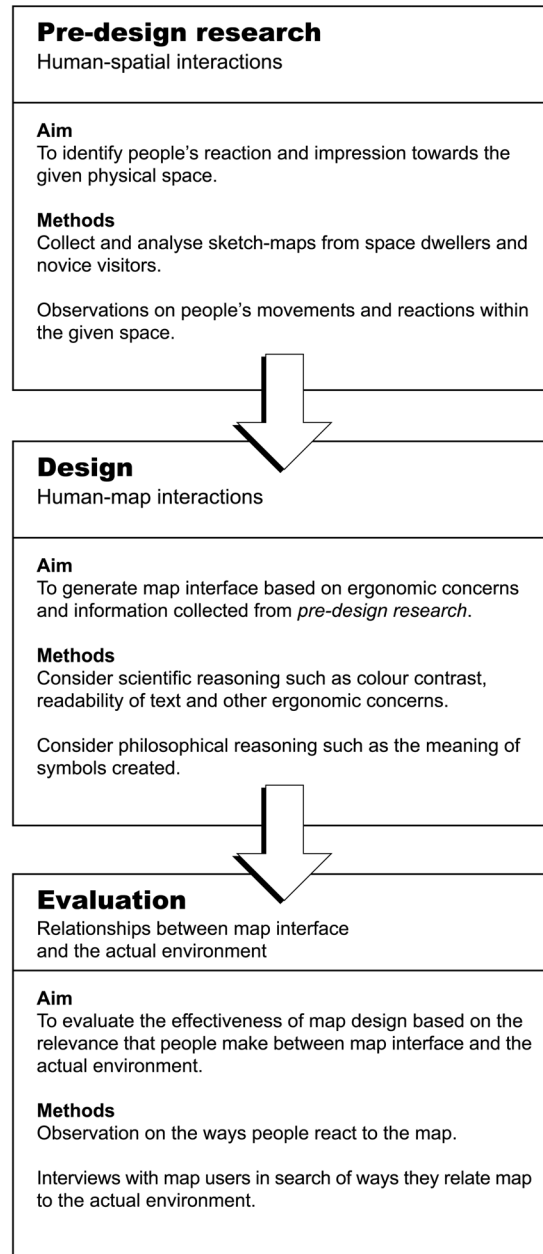 Pre-design research
Human-spatial interactions
Aim
To identify people's reaction and impression towards the
given physical space.
Methods
Collect and analyse sketch-maps from space dwellers and
novice visitors.
Observations on people's movements and reactions within
the given space.
Design
Human-map interactions
Aim
To generate map interface based on ergonomic concerns
and information collected from pre-design research.
Methods
Consider scientific reasoning such as colour contrast,
readability of text and other ergonomic concerns.
Consider philosophical reasoning such as the meaning of
symbols created.
Evaluation
Relationships between map interface
and the actual environment
Aim
To evaluate the effectiveness of map design based on the
relevance that people make between map interface and the
actual environment.
Methods
Observation on the ways people react to the map.
Interviews with map users in search of ways they relate map
to the actual environment.